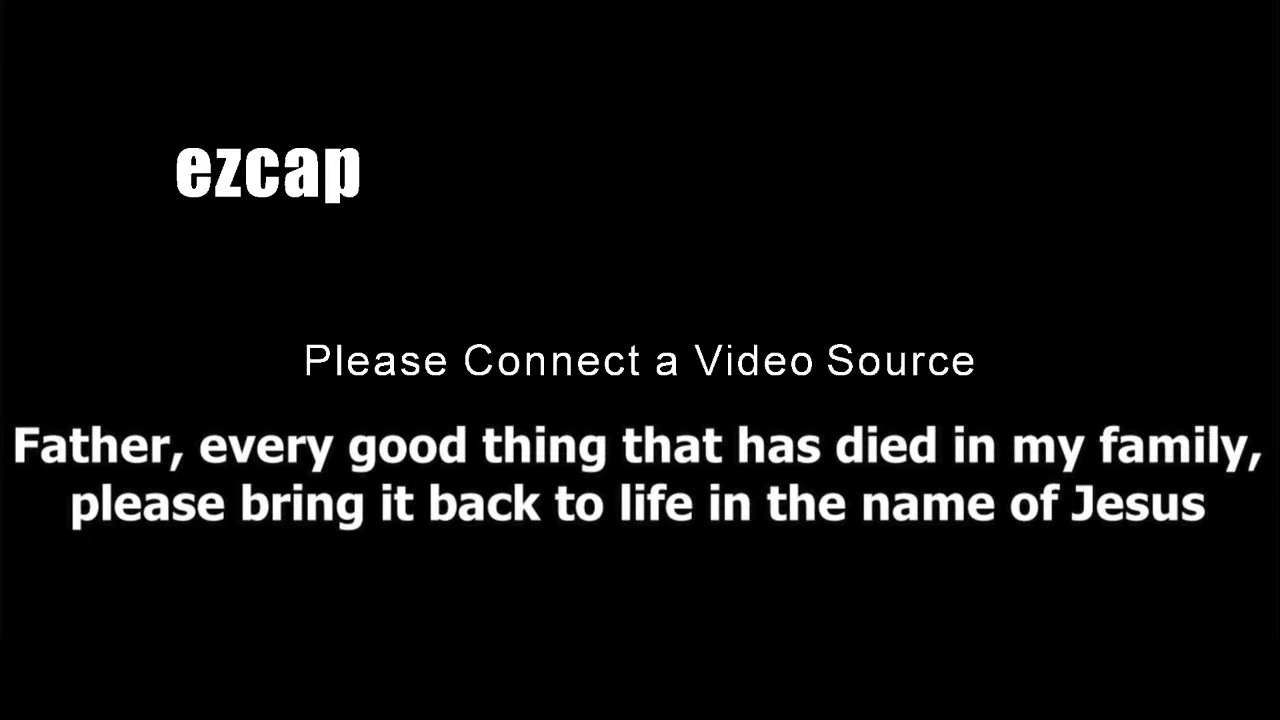 ezcap
Please Connect a Video Source
Father, every good thing that has died in my family,
please bring it back to life in the name of Jesus